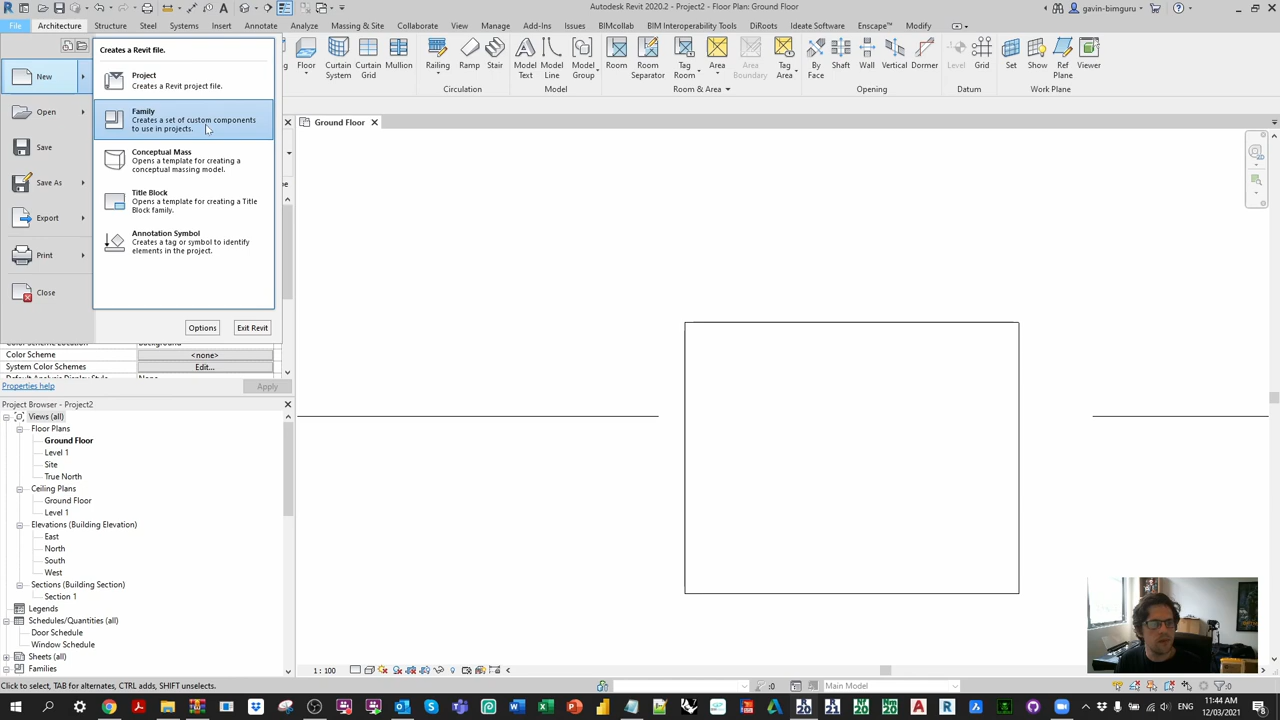 Autodesk Revit 2020.2 - Floor Plan: Ground Floor
gavin-bimguru
File
Architecture
Structure
Steel
Systems
Insert
Annotate
Analyze
Massing & Site
Collaborate
View
Manage
Add-Ins
Issues
BIMcollab
BIM Interoperability Tools
DiRoots
Ideate Software
Enscape™
Modify
Floor
Curtain System
Curtain Grid
Mullion
Railing
Ramp
Stair
Model Text
Model Line
Model Group
Room
Room Separator
Tag Room
Area
Area Boundary
Tag Area
By Face
Shaft
Wall
Vertical
Dormer
Level
Grid
Set
Show
Ref Plane
Viewer
Circulation
Model
Room & Area
Opening
Datum
Work Plane
New
Open
Save
Save As
Export
Print
Close
Creates a Revit file.
Project
Creates a Revit project file.
Family
Creates a set of custom components
to use in projects.
Conceptual Mass
Opens a template for creating a
conceptual massing model.
Title Block
Opens a template for creating a Title
Block family.
Annotation Symbol
Creates a tag or symbol to identify
elements in the project.
Options
Exit Revit
Ground Floor
Color Scheme
<none>
System Color Schemes
Edit...
Properties help
Apply
Project Browser - Project2
Views (all)
Floor Plans
Ground Floor
Level 1
Site
True North
Ceiling Plans
Ground Floor
Level 1
Elevations (Building Elevation)
East
North
South
West
Sections (Building Section)
Section 1
Legends
Schedules/Quantities (all)
Door Schedule
Window Schedule
Sheets (all)
Families
1 : 100
Click to select, TAB for alternates, CTRL adds, SHIFT unselects.
:0
Main Model
:0
11:44 AM
12/03/2021